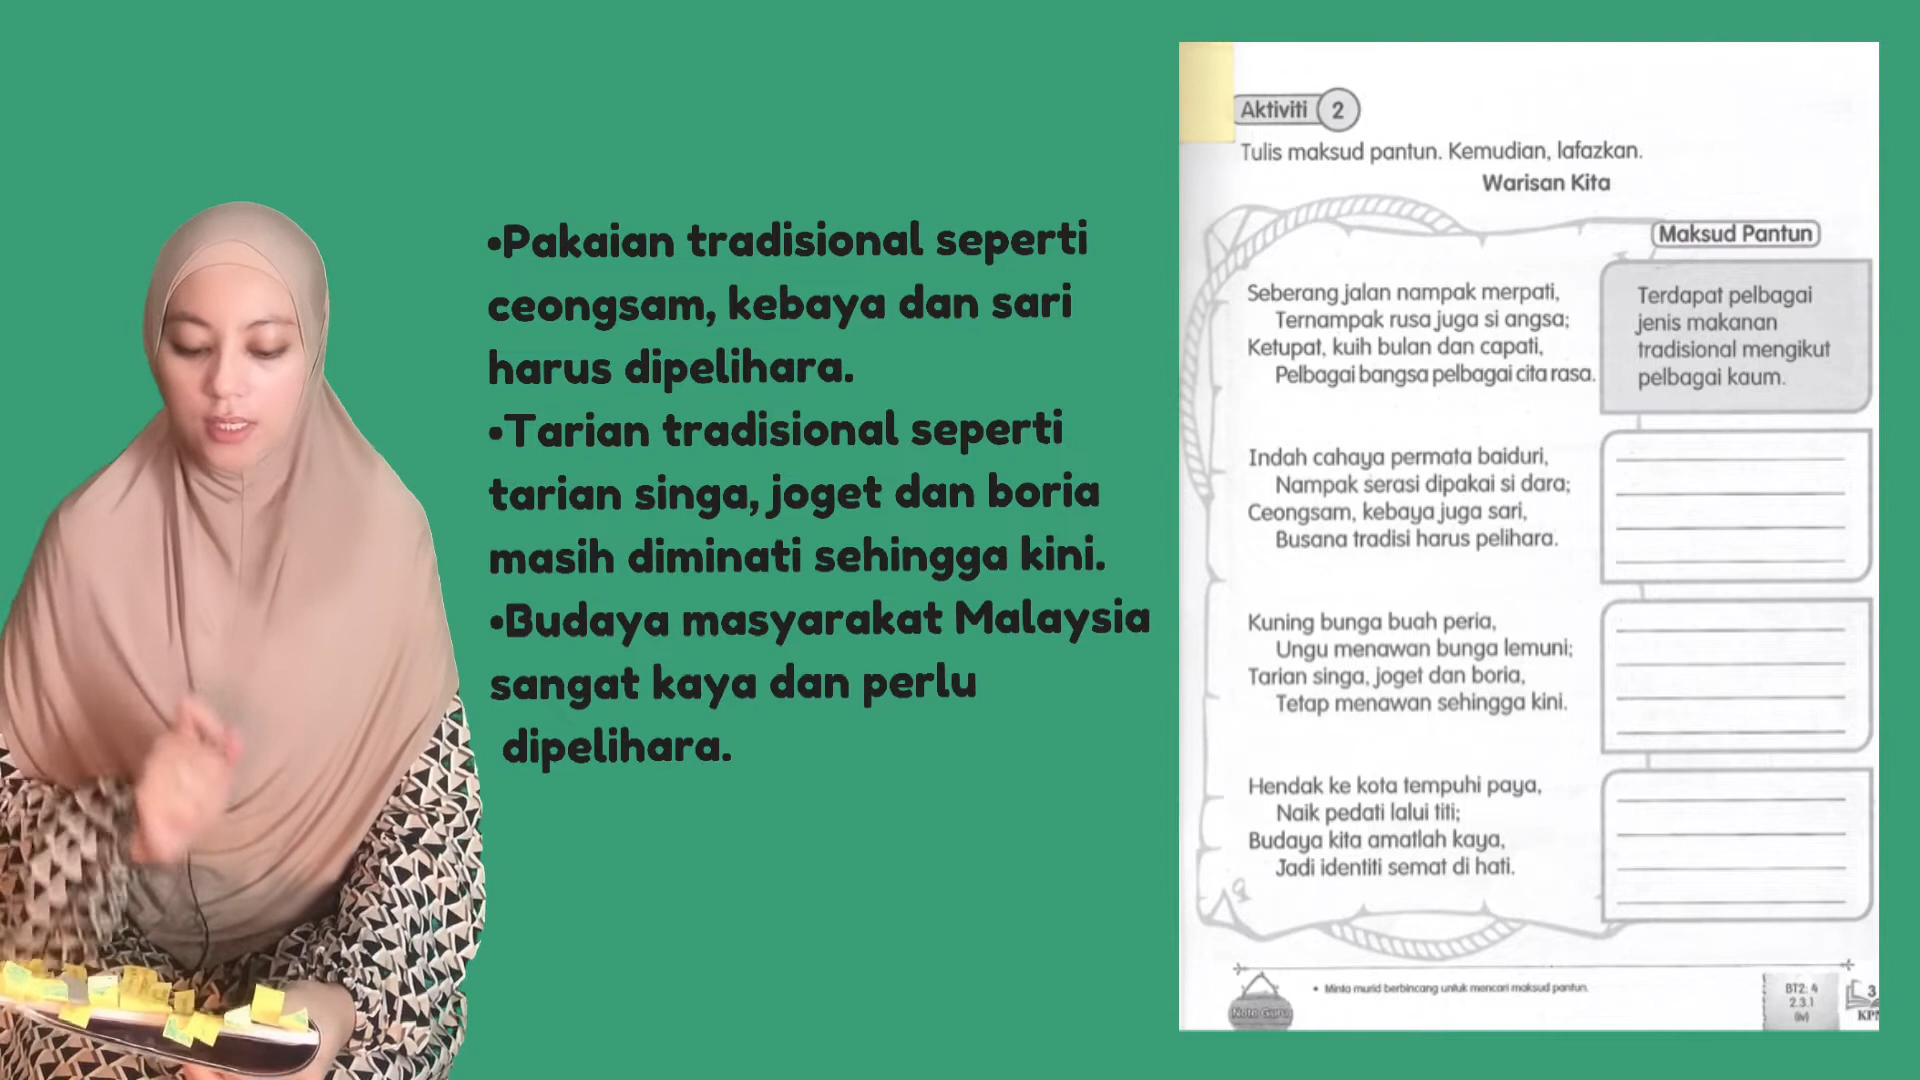 •Pakaian tradisional seperti
ceongsam, kebaya dan sari
harus dipelihara.
•Tarian tradisional seperti
tarian singa, joget dan boria
masih diminati sehingga kini.
•Budaya masyarakat Malaysia
sangat kaya dan perlu
dipelihara.
Aktiviti 2
Tulis maksud pantun. Kemudian, lafazkan.
Warisan Kita
Maksud Pantun
Seberang jalan nampak merpati,
Ternampak rusa juga si angsa;
Ketupat, kuih bulan dan capati,
Pelbagai bangsa pelbagai cita rasa.
Terdapat pelbagai
jenis makanan
tradisional mengikut
pelbagai kaum.
Indah cahaya permata baiduri,
Nampak serasi dipakai si dara;
Ceongsam, kebaya juga sari,
Busana tradisi harus pelihara.
Kuning bunga buah peria,
Ungu menawan bunga lemuni;
Tarian singa, joget dan boria,
Tetap menawan sehingga kini.
Hendak ke kota tempuhi paya,
Naik pedati lalui titi;
Budaya kita amatlah kaya,
Jadi identiti semat di hati.
• Minta murid berbincang untuk mencari maksud pantun.
Nota Guru
BT2: 4
2.3.1
(iv)
3
KPM